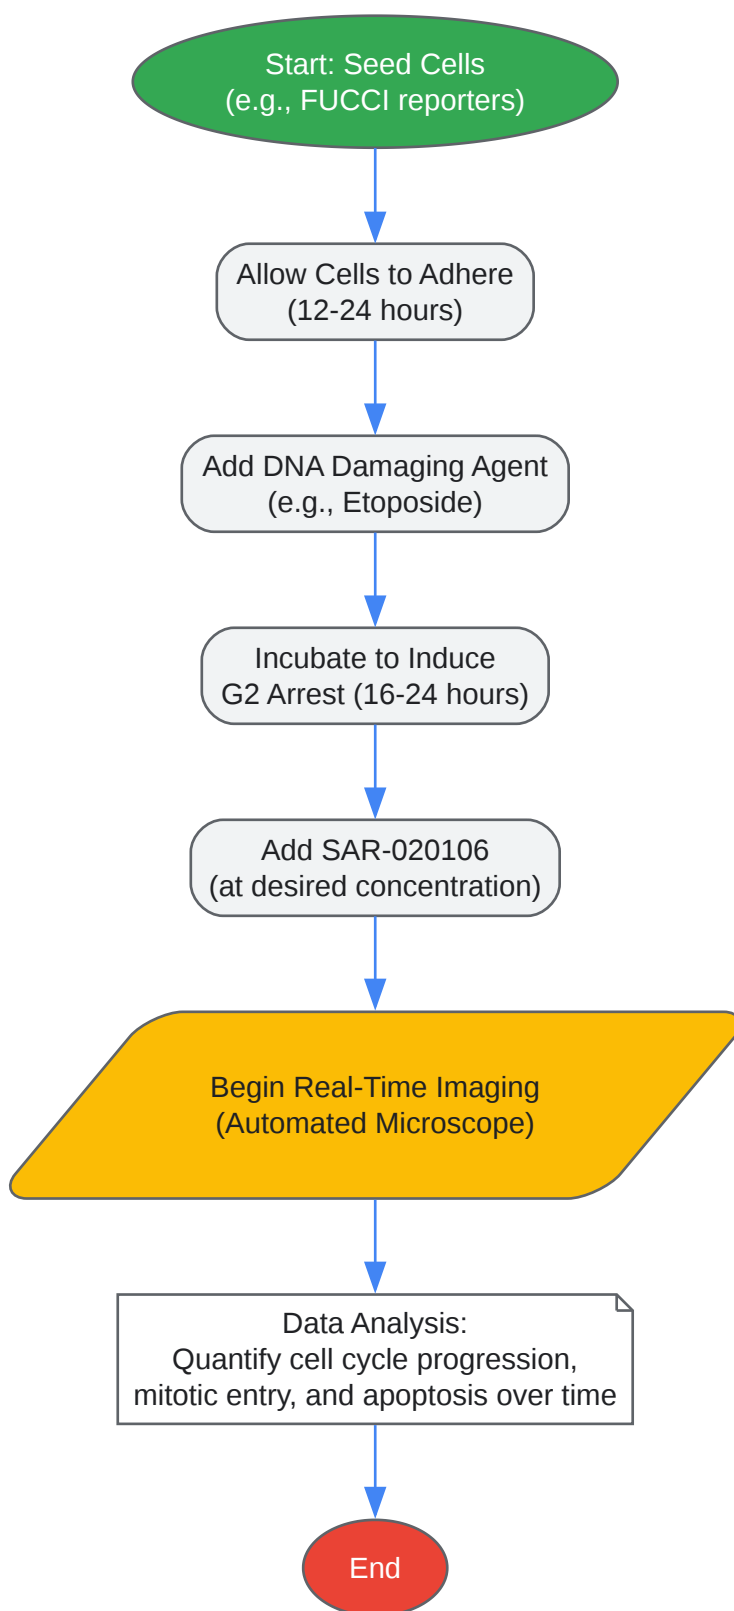 Start: Seed Cells
(e.g., FUCCI reporters)
Allow Cells to Adhere
(12-24 hours)
Add DNA Damaging Agent
(e.g., Etoposide)
Incubate to Induce
G2 Arrest (16-24 hours)
Add SAR-020106
(at desired concentration)
Begin Real-Time Imaging
(Automated Microscope)
Data Analysis:
Quantify cell cycle progression,
mitotic entry, and apoptosis over time
End